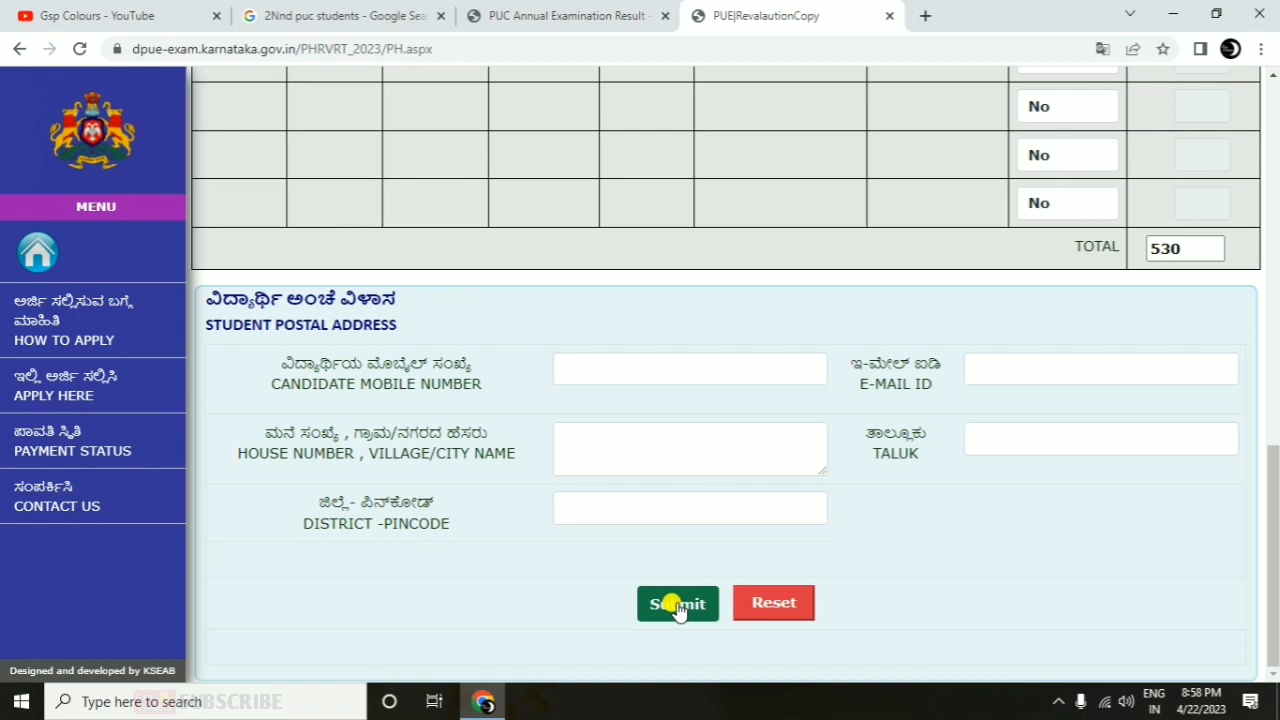 Gsp Colours - YouTube
2Nnd puc students - Google Sea
PUC Annual Examination Result -
PUE|RevalautionCopy
dpue-exam.karnataka.gov.in/PHRVRT_2023/PH.aspx
MENU
ಅರ್ಜಿ ಸಲ್ಲಿಸುವ ಬಗ್ಗೆ
ಮಾಹಿತಿ
HOW TO APPLY
ಇಲ್ಲಿ ಅರ್ಜಿ ಸಲ್ಲಿಸಿ
APPLY HERE
ಪಾವತಿ ಸ್ಥಿತಿ
PAYMENT STATUS
ಸಂಪರ್ಕಿಸಿ
CONTACT US
Designed and developed by KSEAB
No
No
No
TOTAL 530
ವಿದ್ಯಾರ್ಥಿ ಅಂಚೆ ವಿಳಾಸ
STUDENT POSTAL ADDRESS
ವಿದ್ಯಾರ್ಥಿಯ ಮೊಬೈಲ್ ಸಂಖ್ಯೆ
CANDIDATE MOBILE NUMBER
ಇ-ಮೇಲ್ ಐಡಿ
E-MAIL ID
ಮನೆ ಸಂಖ್ಯೆ , ಗ್ರಾಮ/ನಗರದ ಹೆಸರು
HOUSE NUMBER , VILLAGE/CITY NAME
ತಾಲ್ಲೂಕು
TALUK
ಜಿಲ್ಲೆ- ಪಿನ್‌ಕೋಡ್
DISTRICT -PINCODE
Submit Reset
Type here to search
SUBSCRIBE
ENG
IN
8:58 PM
4/22/2023